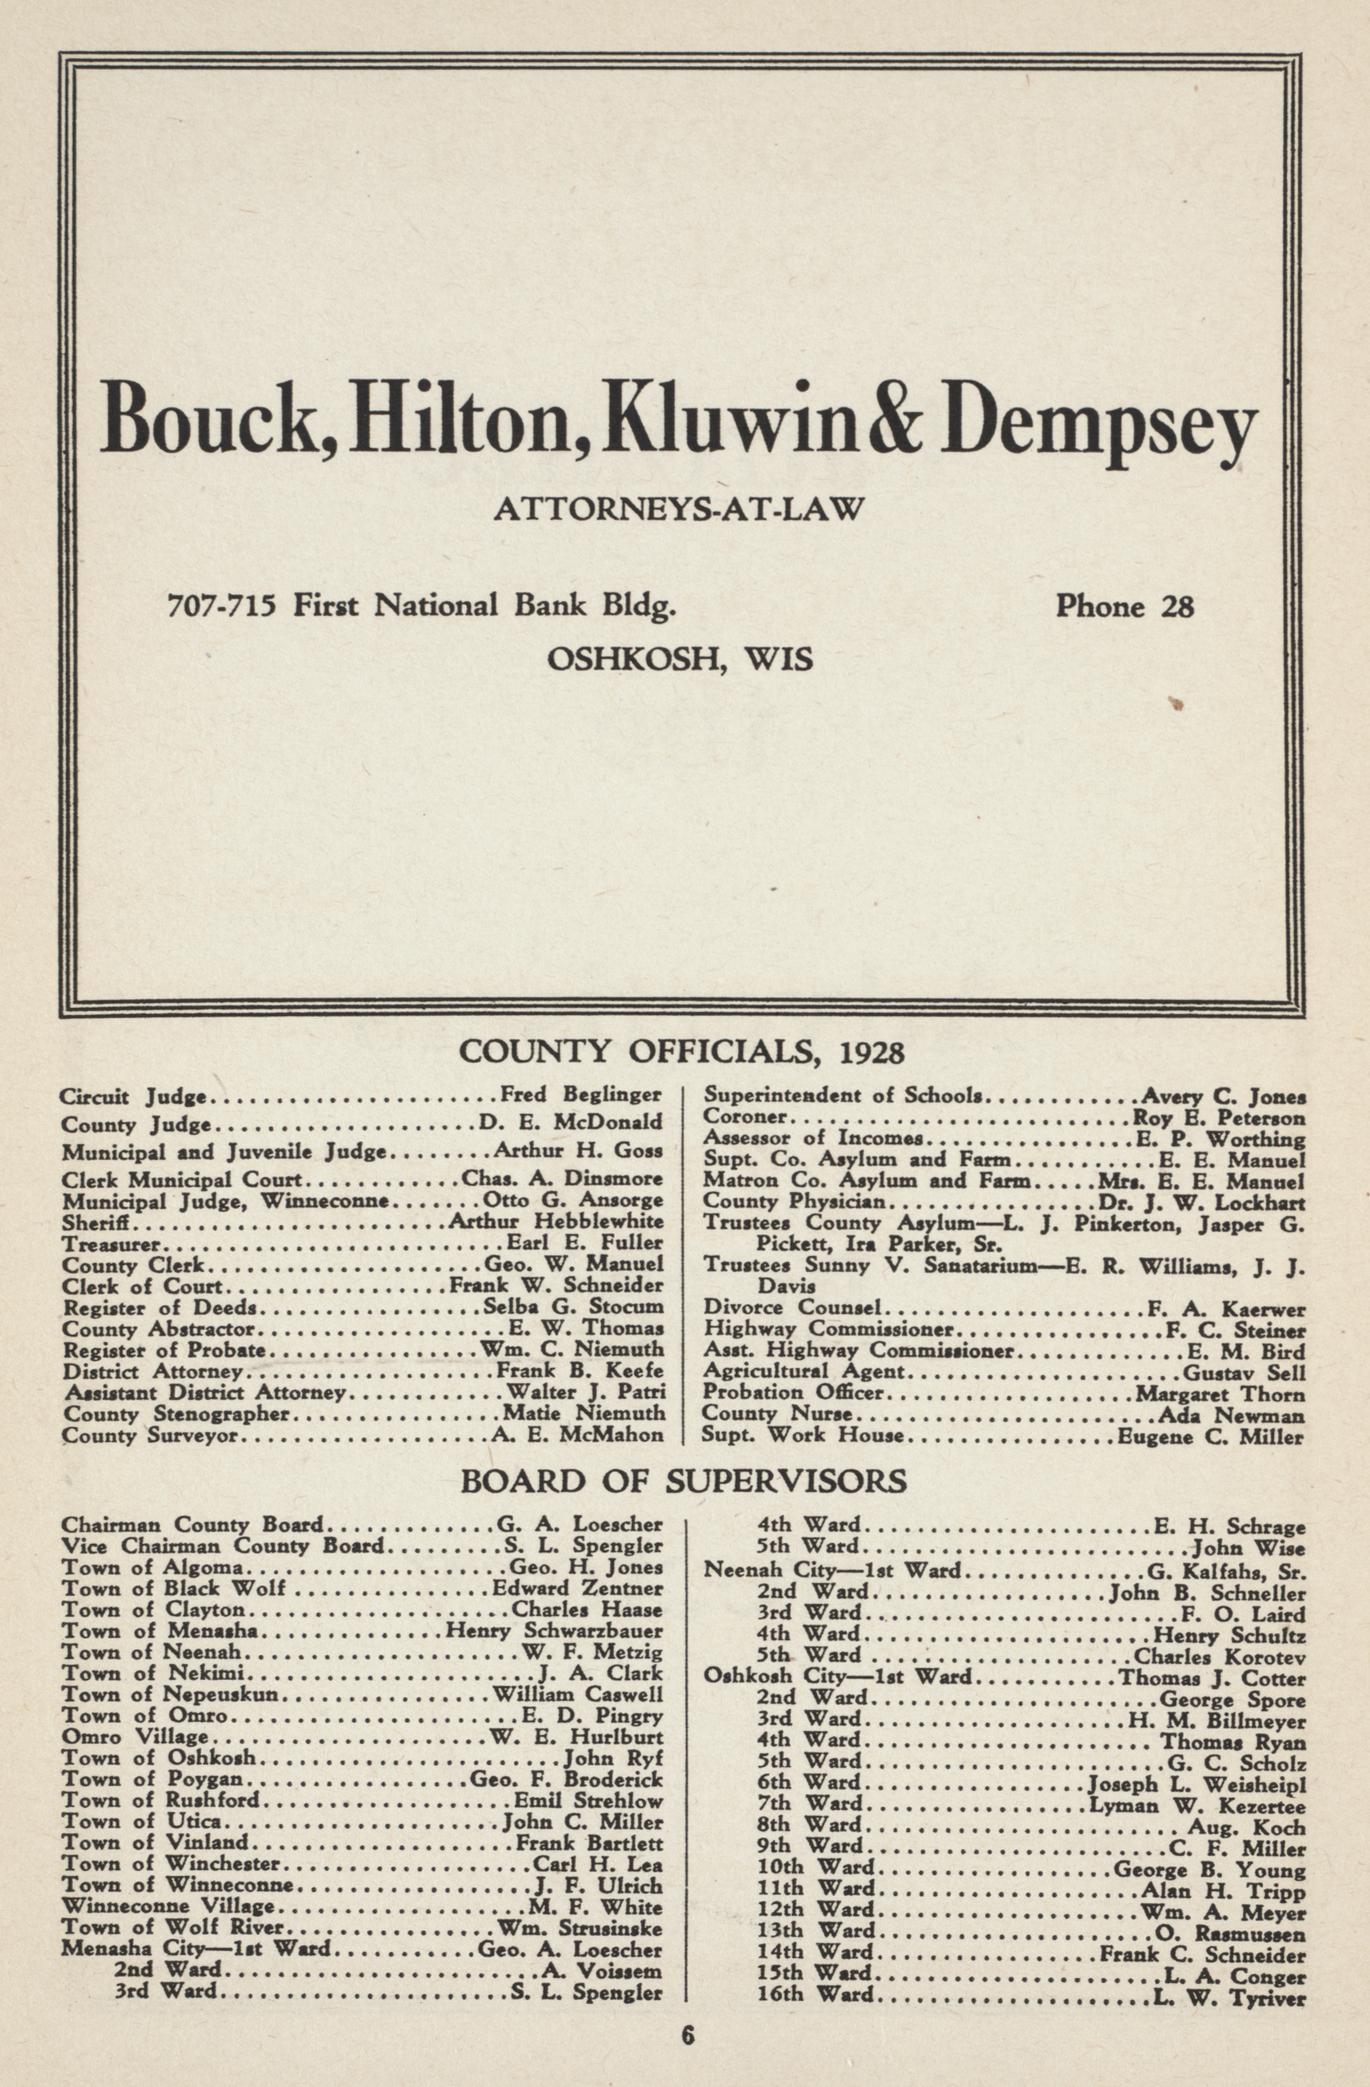 Bouck, Hilton, Kluwin & Dempsey
ATTORNEYS-AT-LAW
707-715 First National Bank Bldg. Phone 28
OSHKOSH, WIS
COUNTY OFFICIALS, 1928
Circuit Judge......................Fred Beglinger
County Judge....................D. E. McDonald
Municipal and Juvenile Judge........Arthur H. Goss
Clerk Municipal Court............Chas. A. Dinsmore
Municipal Judge, Winneconne.......Otto G. Ansorge
Sheriff........................Arthur Hebblewhite
Treasurer..........................Earl E. Fuller
County Clerk.....................Geo. W. Manuel
Clerk of Court.................Frank W. Schneider
Register of Deeds.................Selba G. Stocum
County Abstractor...................E. W. Thomas
Register of Probate................Wm. C. Niemuth
District Attorney...................Frank B. Keefe
Assistant District Attorney............Walter J. Patri
County Stenographer................Matie Niemuth
County Surveyor...................A. E. McMahon
Superintendent of Schools............Avery C. Jones
Coroner..........................Roy E. Peterson
Assessor of Incomes................E. P. Worthing
Supt. Co. Asylum and Farm...........E. E. Manuel
Matron Co. Asylum and Farm.....Mrs. E. E. Manuel
County Physician................Dr. J. W. Lockhart
Trustees County Asylum—L. J. Pinkerton, Jasper G.
Pickett, Ira Parker, Sr.
Trustees Sunny V. Sanatarium—E. R. Williams, J. J.
Davis
Divorce Counsel....................F. A. Kaerwer
Highway Commissioner................F. C. Steiner
Asst. Highway Commissioner.............E. M. Bird
Agricultural Agent.....................Gustav Sell
Probation Officer...................Margaret Thorn
County Nurse.......................Ada Newman
Supt. Work House................Eugene C. Miller
BOARD OF SUPERVISORS
Chairman County Board.............G. A. Loescher
Vice Chairman County Board.........S. L. Spengler
Town of Algoma....................Geo. H. Jones
Town of Black Wolf ...............Edward Zentner
Town of Clayton....................Charles Haase
Town of Menasha..............Henry Schwarzbauer
Town of Neenah.....................W. F. Metzig
Town of Nekimi......................J. A. Clark
Town of Nepeuskun................William Caswell
Town of Omro......................E. D. Pingry
Omro Village.....................W. E. Hurlburt
Town of Oshkosh.......................John Ryf
Town of Poygan.................Geo. F. Broderick
Town of Rushford...................Emil Strehlow
Town of Utica.....................John C. Miller
Town of Vinland....................Frank Bartlett
Town of Winchester...................Carl H. Lea
Town of Winneconne..................J. F. Ulrich
Winneconne Village...................M. F. White
Town of Wolf River................Wm. Strusinske
Menasha City—1st Ward...........Geo. A. Loescher
2nd Ward........................A. Voissem
3rd Ward......................S. L. Spengler
4th Ward......................E. H. Schrage
5th Ward.........................John Wise
Neenah City—1st Ward..............G. Kalfahs, Sr.
2nd Ward..................John B. Schneller
3rd Ward........................F. O. Laird
4th Ward......................Henry Schultz
5th Ward ......................Charles Korotev
Oshkosh City—1st Ward...........Thomas J. Cotter
2nd Ward......................George Spore
3rd Ward....................H. M. Billmeyer
4th Ward...................... Thomas Ryan
5th Ward.......................G. C. Scholz
6th Ward.................Joseph L. Weisheipl
7th Ward.................Lyman W. Kezertee
8th Ward........................ Aug. Koch
9th Ward.......................C. F. Miller
10th Ward..................George B. Young
11th Ward....................Alan H. Tripp
12th Ward....................Wm. A. Meyer
13th Ward.....................O. Rasmussen
14th Ward.................Frank C. Schneider
15th Ward......................L. A. Conger
16th Ward.....................L. W. Tyriver
6